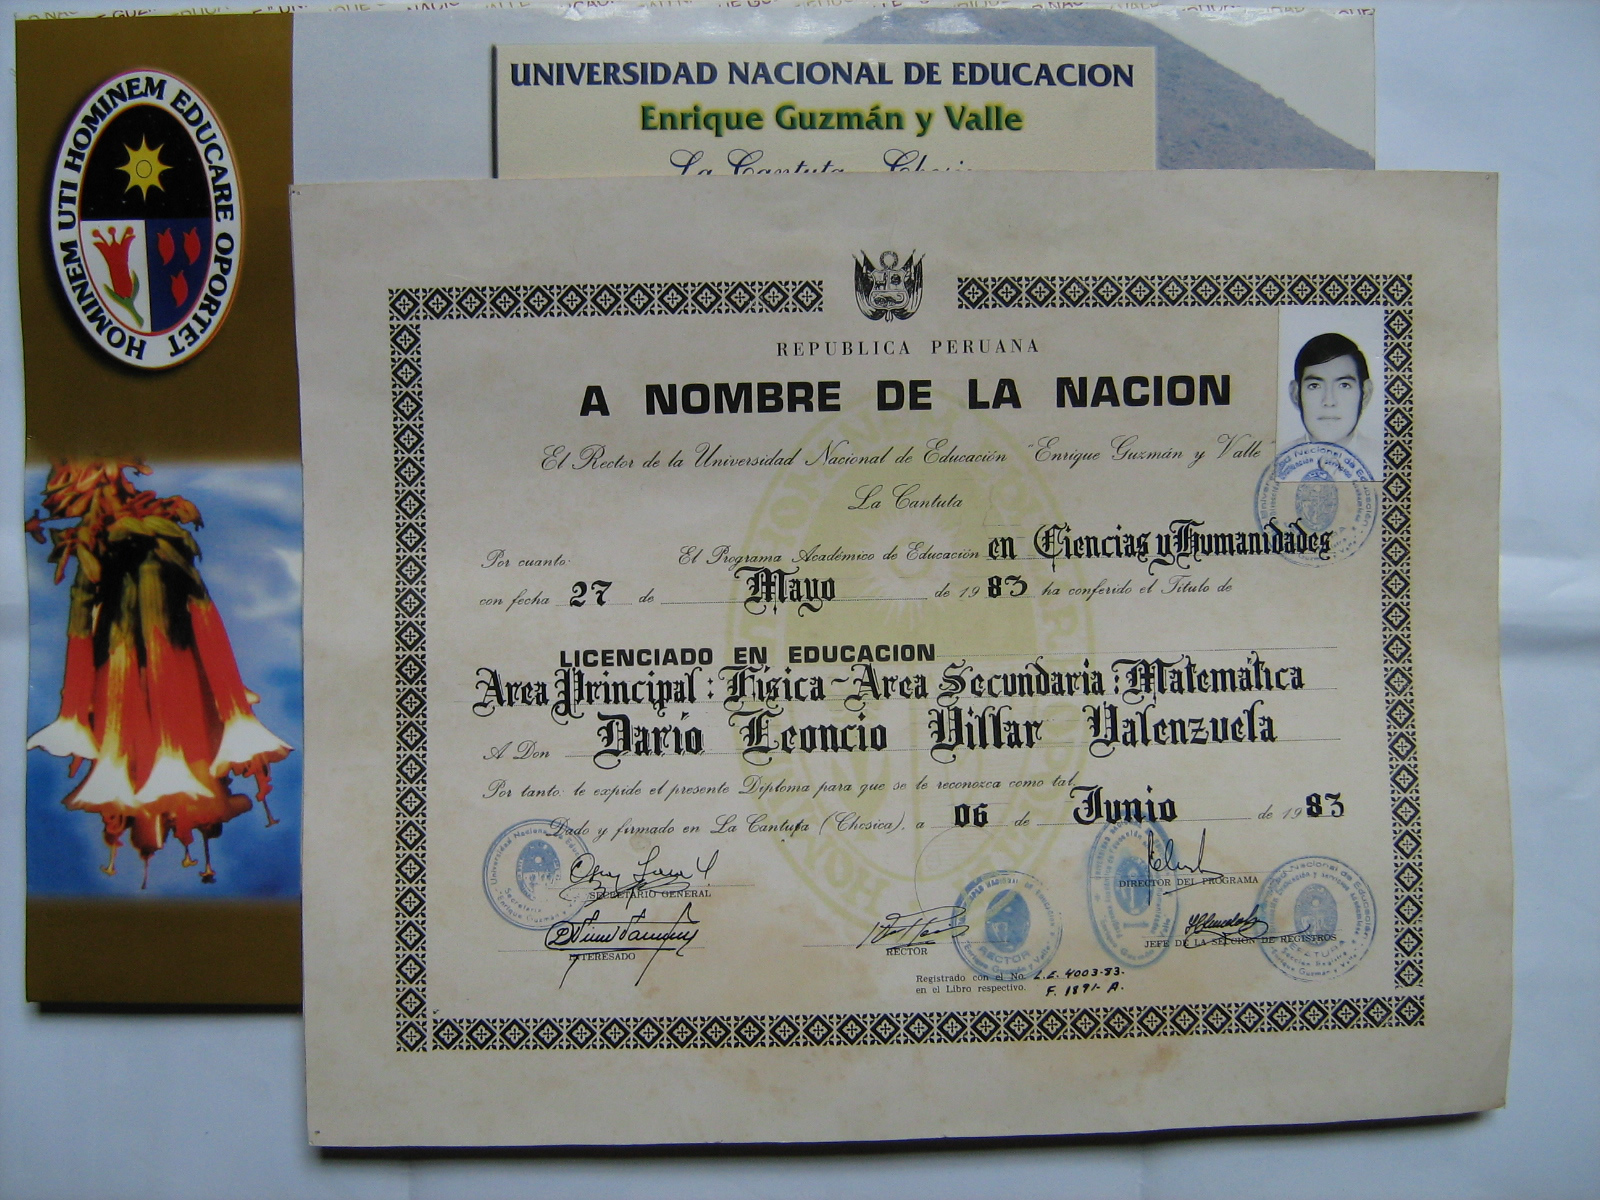 HOMINEM UTI HOMINEM EDUCARE OPORTET
UNIVERSIDAD NACIONAL DE EDUCACION
Enrique Guzmán y Valle
La Cantuta Chosica
REPUBLICA PERUANA
A NOMBRE DE LA NACION
El Rector de la Universidad Nacional de Educación "Enrique Guzmán y Valle"
La Cantuta
Por cuanto: El Programa Académico de Educación en Ciencias y Humanidades
con fecha 27 de Mayo de 1983 ha conferido el Título de
LICENCIADO EN EDUCACION
Area Principal: Física - Area Secundaria: Matemática
A Don Darío Leoncio Villar Valenzuela
Por tanto: le expide el presente Diploma para que se le reconozca como tal.
Dado y firmado en La Cantuta (Chosica), a 06 de Junio de 1983
SECRETARIO GENERAL
DIRECTOR DEL PROGRAMA
INTERESADO
RECTOR
JEFE DE LA SECCION DE REGISTROS
RECTOR
Registrado con el No. L.E. 4003-83-
en el Libro respectivo. F. 1891- A.